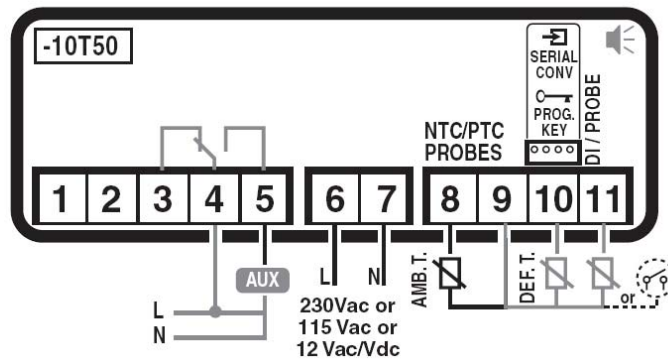 -10T50
SERIAL
CONV
PROG.
KEY
DI / PROBE
NTC/PTC
PROBES
1 2 3 4 5 6 7 8 9 10 11
AUX
L
N
L N
230Vac or
115 Vac or
12 Vac/Vdc
AMB. T.
DEF. T.
or